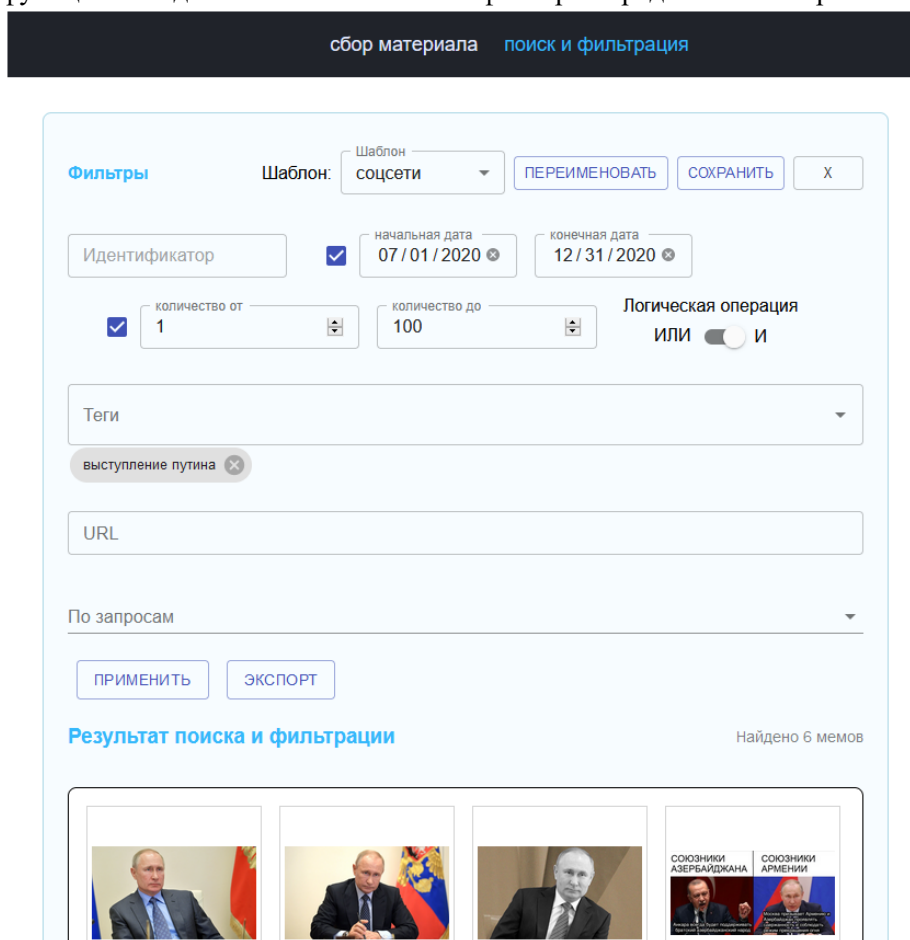 сбор материала поиск и фильтрация
Фильтры Шаблон: Шаблон соцсети ПЕРЕИМЕНОВАТЬ СОХРАНИТЬ X
Идентификатор начальная дата 07/01/2020 конечная дата 12/31/2020
количество от 1 количество до 100 Логическая операция
ИЛИ И
Теги
выступление путина
URL
По запросам
ПРИМЕНИТЬ ЭКСПОРТ
Результат поиска и фильтрации Найдено 6 мемов
СОЮЗНИКИ АЗЕРБАЙДЖАНА СОЮЗНИКИ АРМЕНИИ